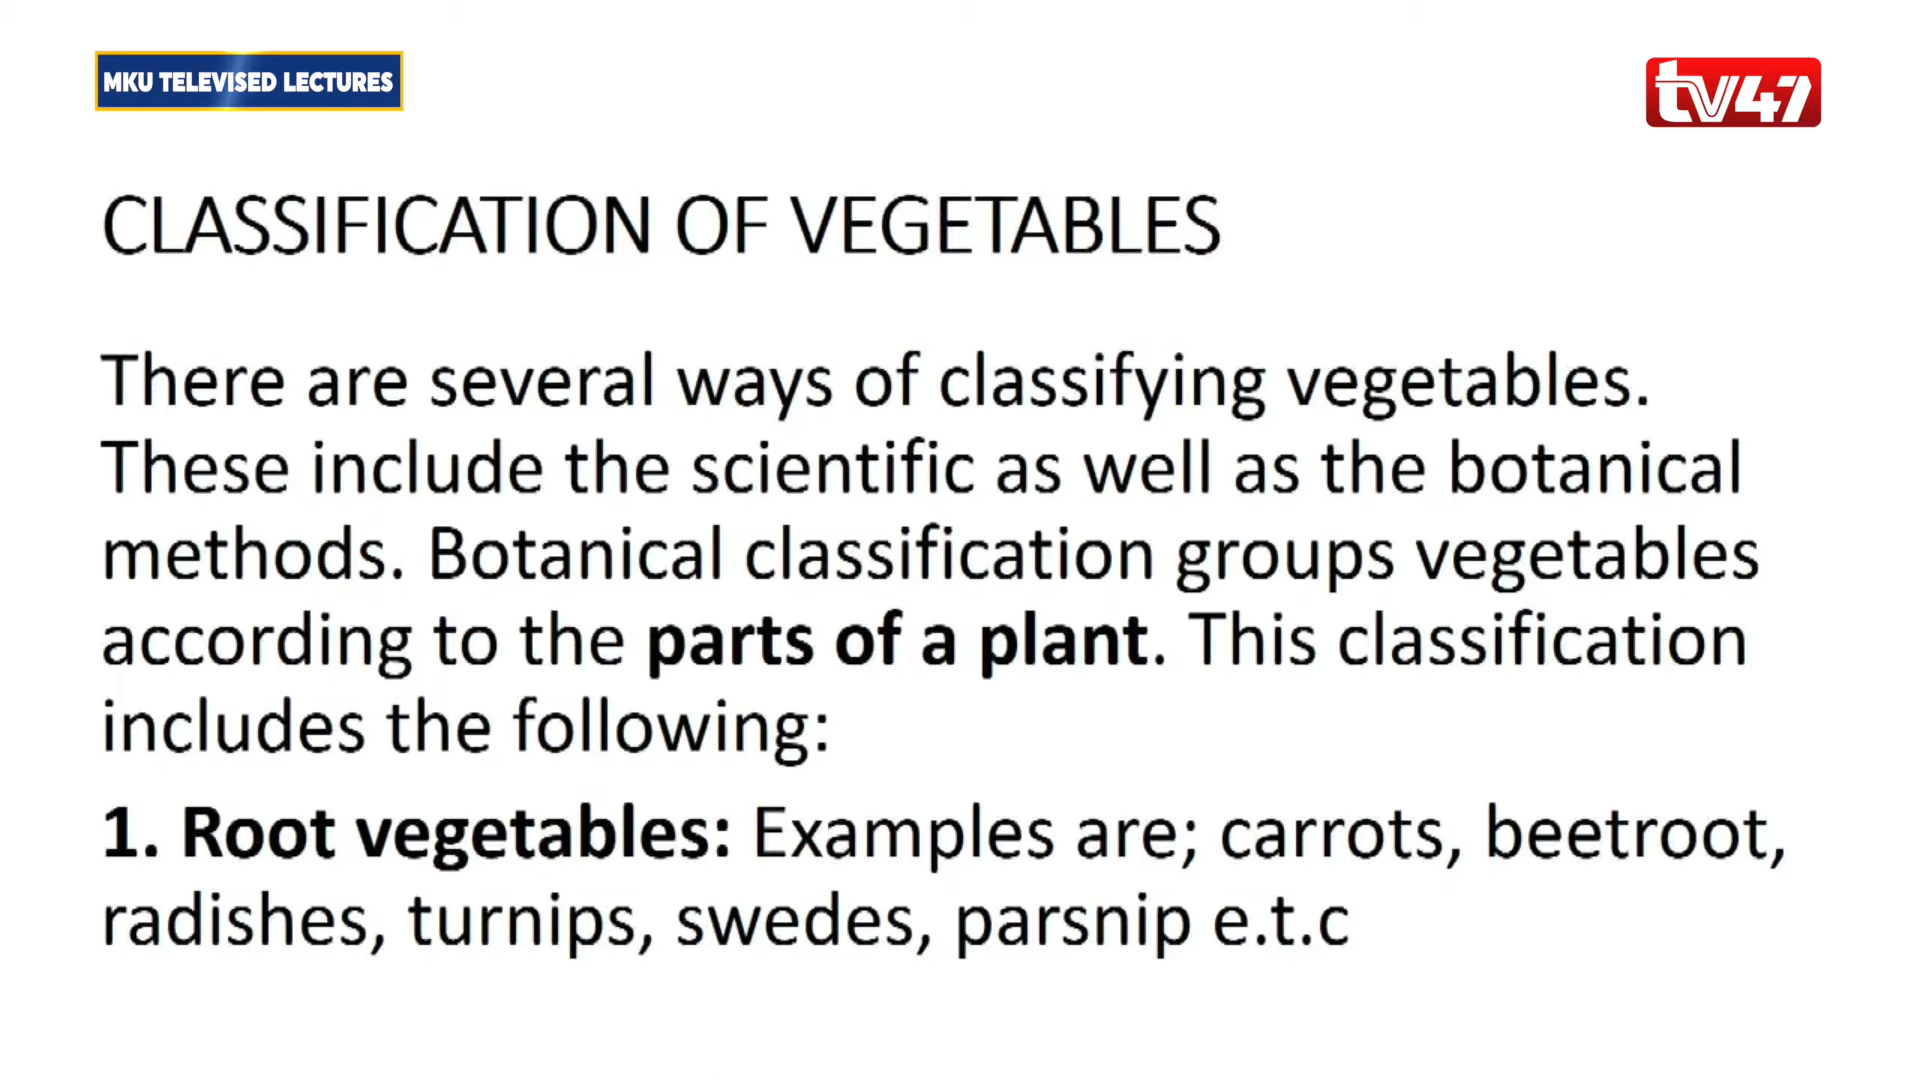 MKU TELEVISED LECTURES
tv47
CLASSIFICATION OF VEGETABLES
There are several ways of classifying vegetables.
These include the scientific as well as the botanical
methods. Botanical classification groups vegetables
according to the parts of a plant. This classification
includes the following:
1. Root vegetables: Examples are; carrots, beetroot,
radishes, turnips, swedes, parsnip e.t.c